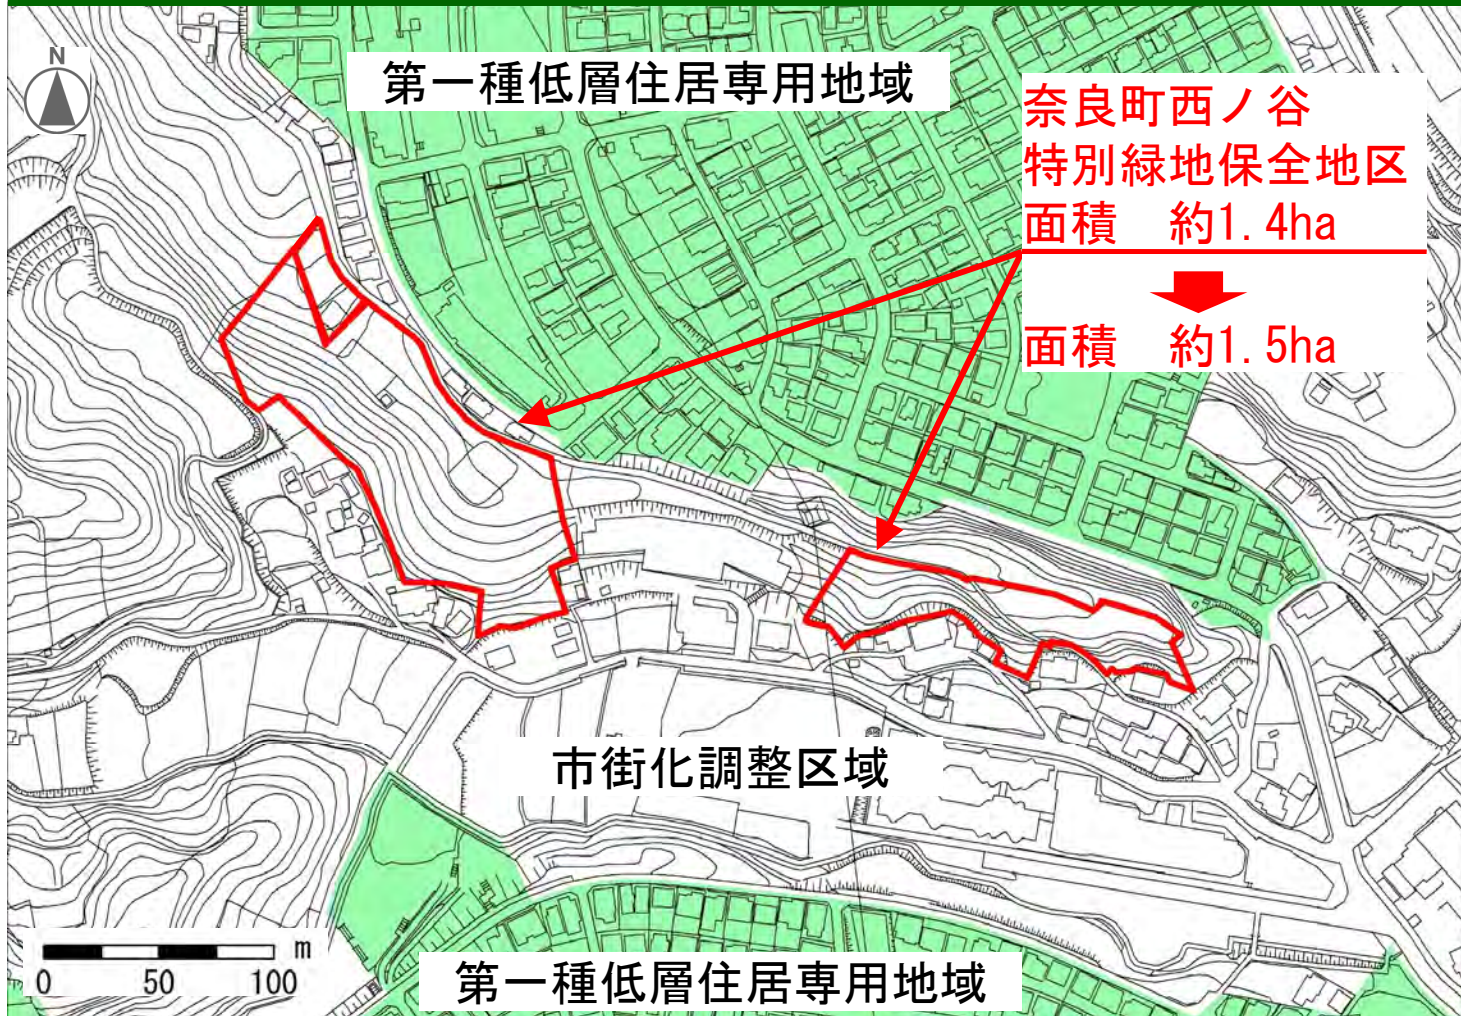 N
第一種低層住居専用地域
奈良町西ノ谷
特別緑地保全地区
面積　約1.4ha
面積　約1.5ha
市街化調整区域
第一種低層住居専用地域
m
0 50 100